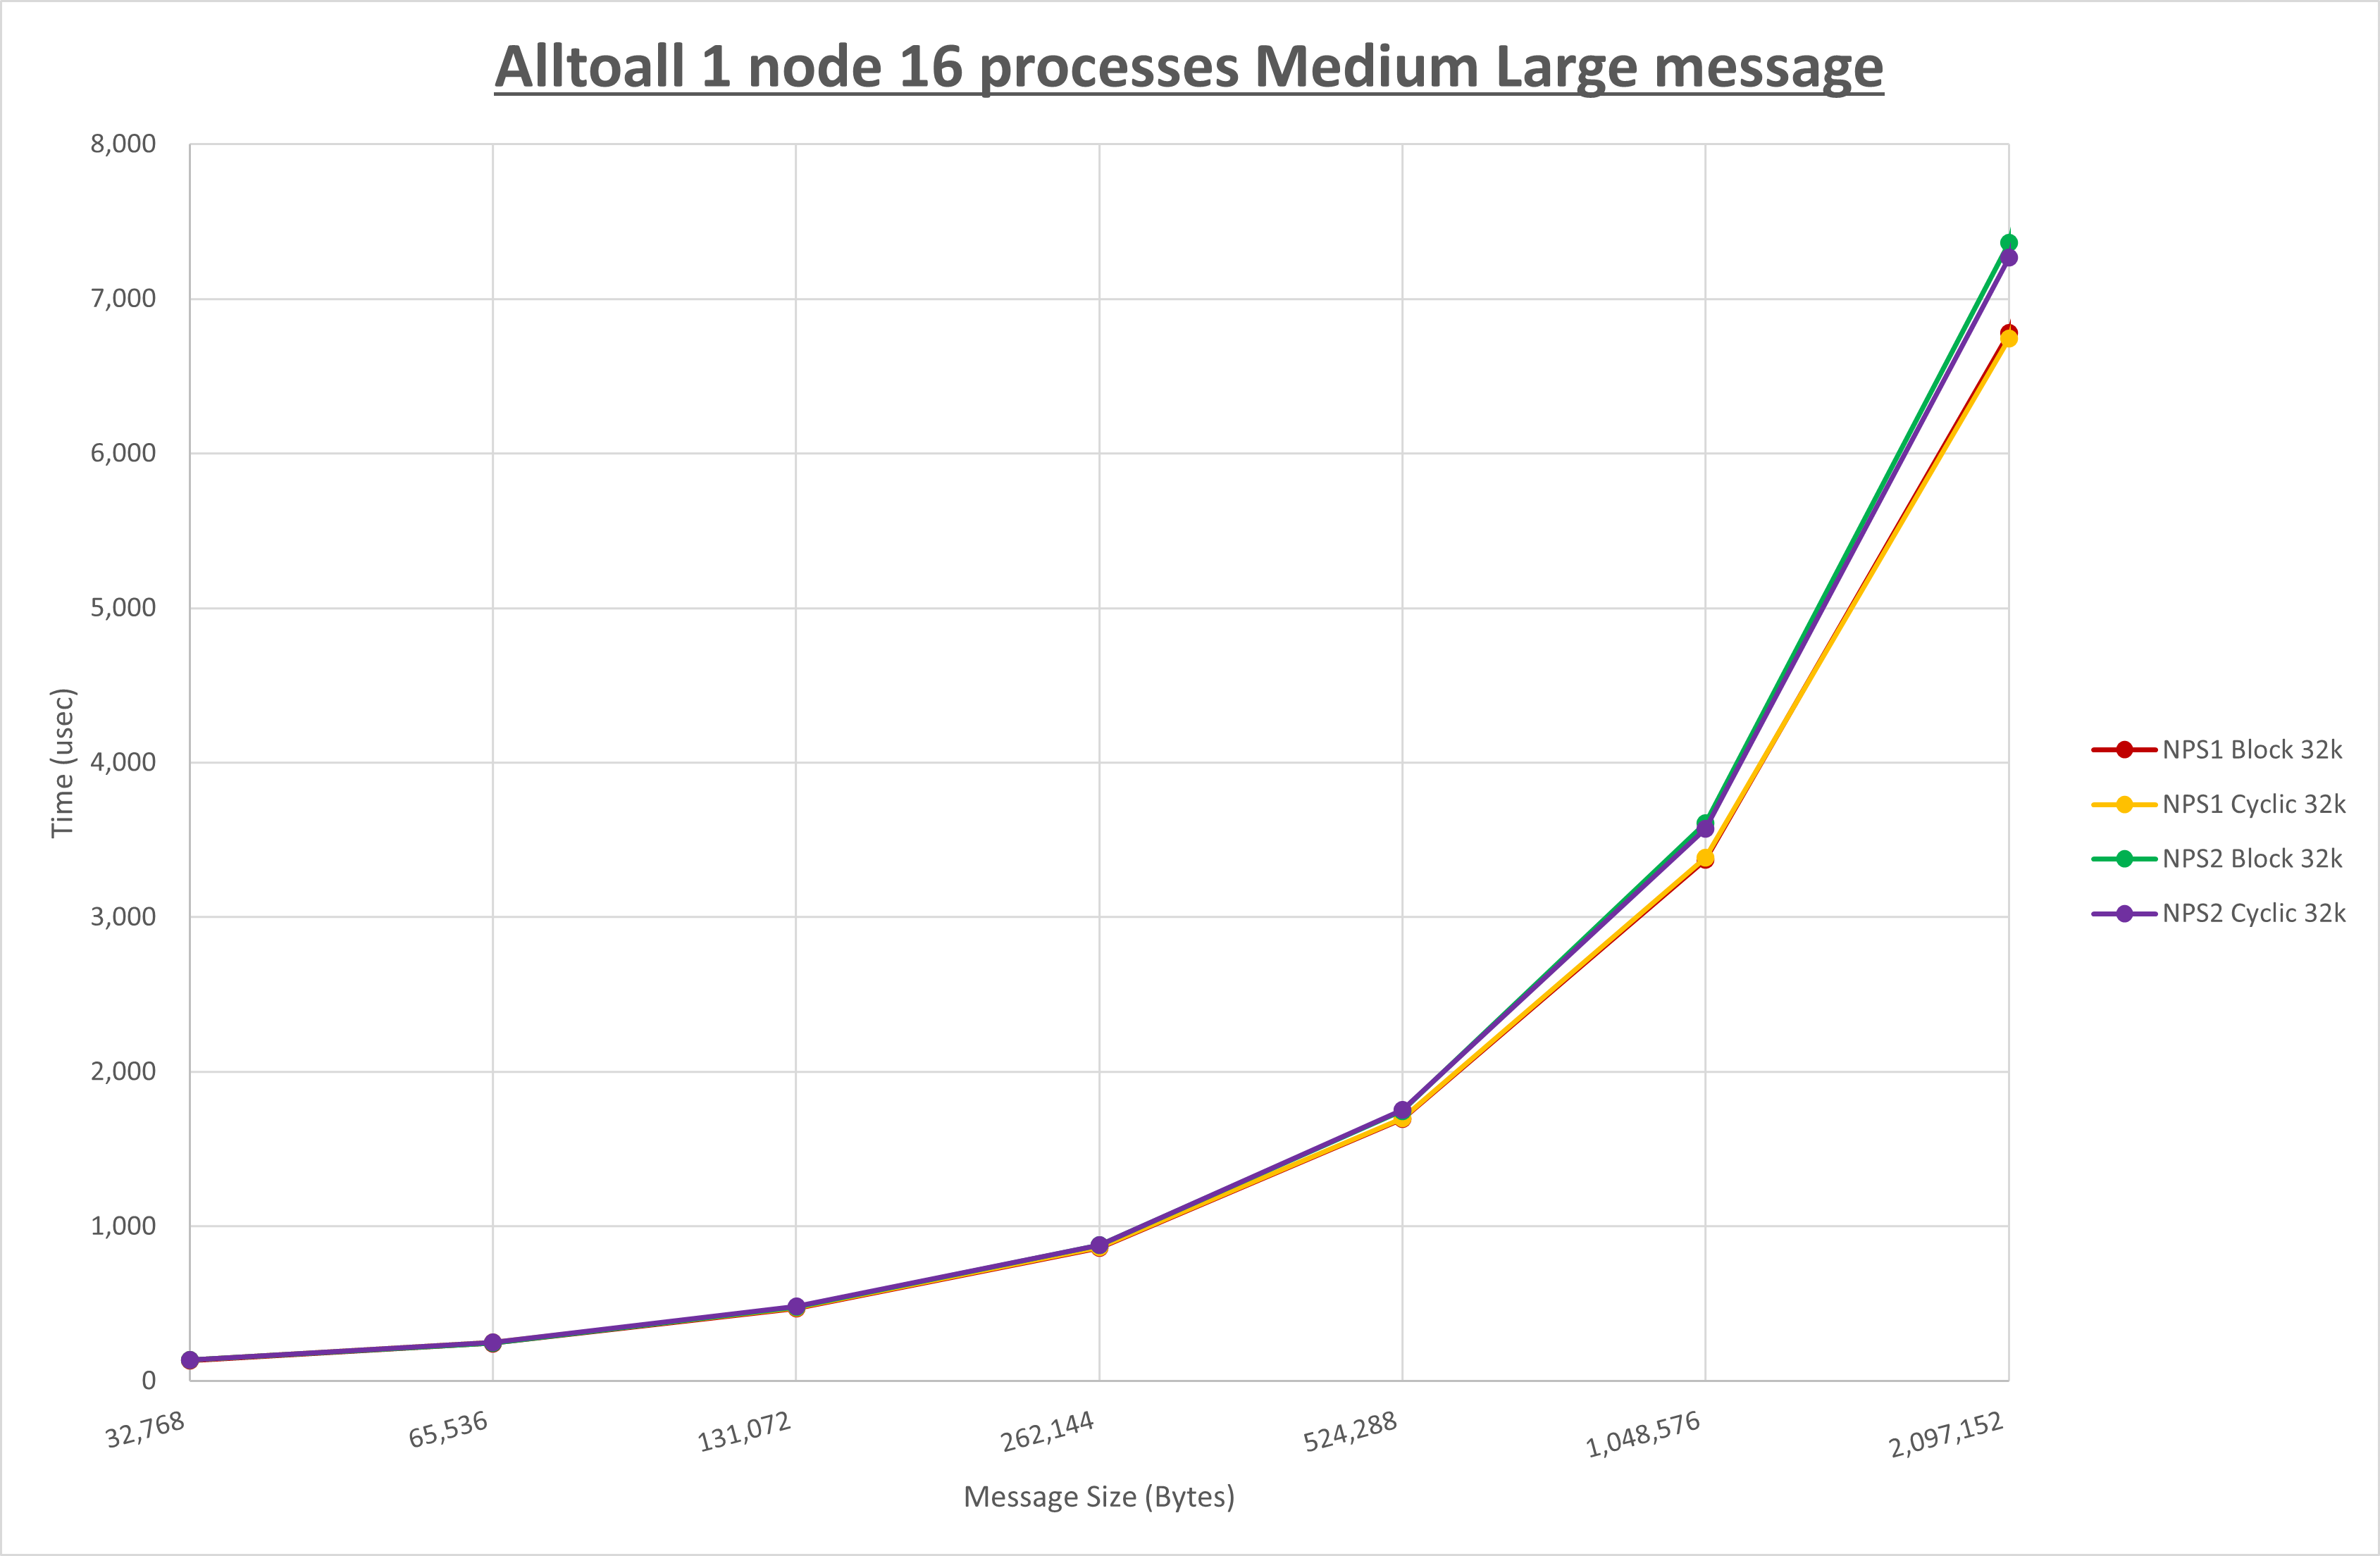 Alltoall 1 node 16 processes Medium Large message
8,000
7,000
6,000
5,000
4,000
3,000
2,000
1,000
0
Time (usec)
32,768
65,536
131,072
262,144
524,288
1,048,576
2,097,152
Message Size (Bytes)
NPS1 Block 32k
NPS1 Cyclic 32k
NPS2 Block 32k
NPS2 Cyclic 32k